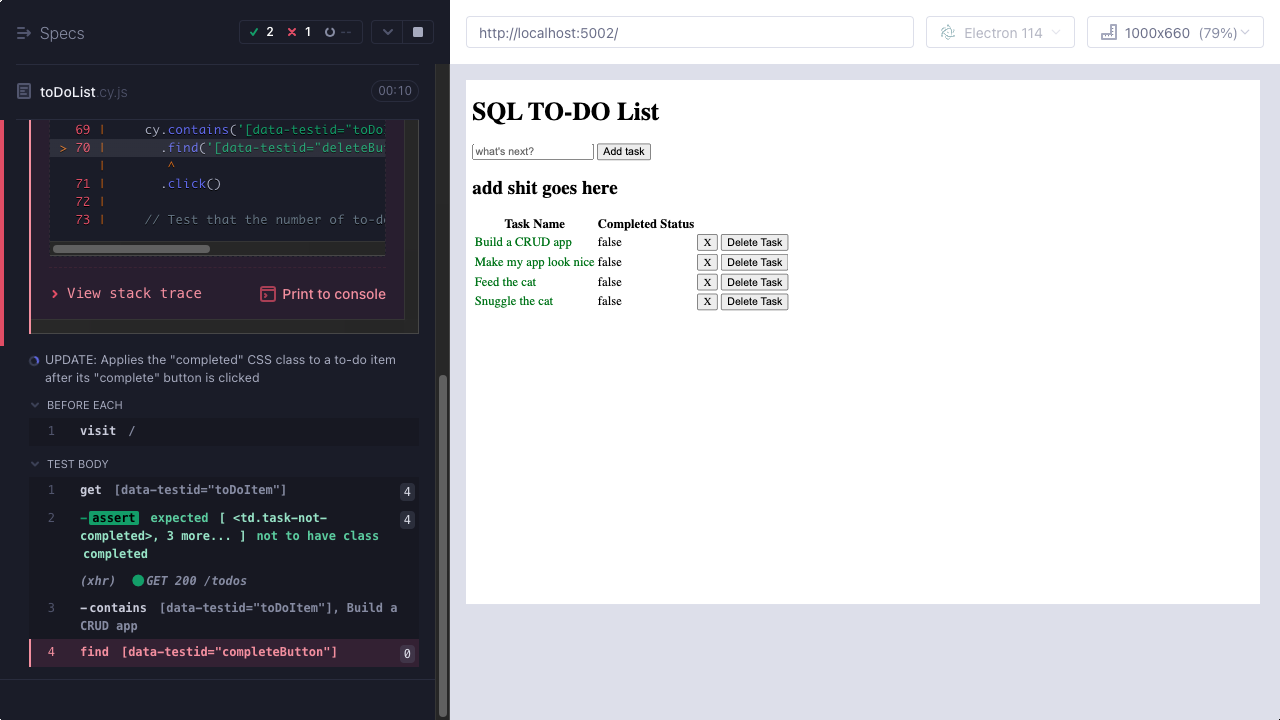 Specs
2 1 --
toDoList.cy.js 00:10
69 | cy.contains('[data-testid="toDo
> 70 | .find('[data-testid="deleteBu
| ^
71 | .click()
72 |
73 | // Test that the number of to-do
View stack trace Print to console
UPDATE: Applies the "completed" CSS class to a to-do item
after its "complete" button is clicked
BEFORE EACH
1 visit /
TEST BODY
1 get [data-testid="toDoItem"] 4
2 -assert expected [ <td.task-not- 4
completed>, 3 more... ] not to have class
completed
(xhr) GET 200 /todos
3 -contains [data-testid="toDoItem"], Build a
CRUD app
4 find [data-testid="completeButton"] 0
http://localhost:5002/ Electron 114 1000x660 (79%)
SQL TO-DO List
what's next? Add task
add shit goes here
Task Name Completed Status
Build a CRUD app false X Delete Task
Make my app look nice false X Delete Task
Feed the cat false X Delete Task
Snuggle the cat false X Delete Task